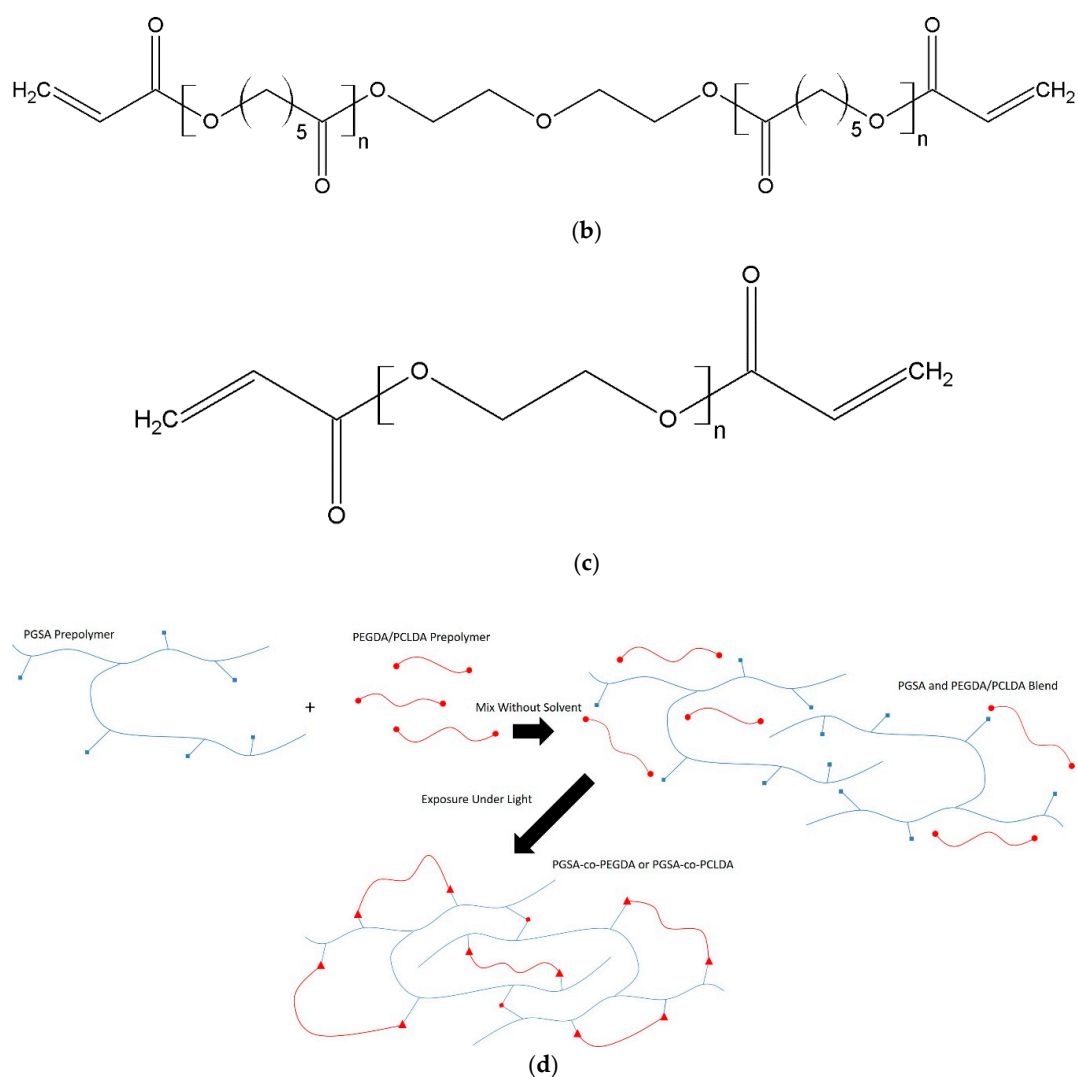 O
O
H₂C
O
5
n
O
O
O
O
5
O
n
CH₂
O
O
(b)
O
O
H₂C
CH₂
O
n
O
(c)
PGSA Prepolymer
PEGDA/PCLDA Prepolymer
+
Mix Without Solvent
PGSA and PEGDA/PCLDA Blend
Exposure Under Light
PGSA-co-PEGDA or PGSA-co-PCLDA
(d)